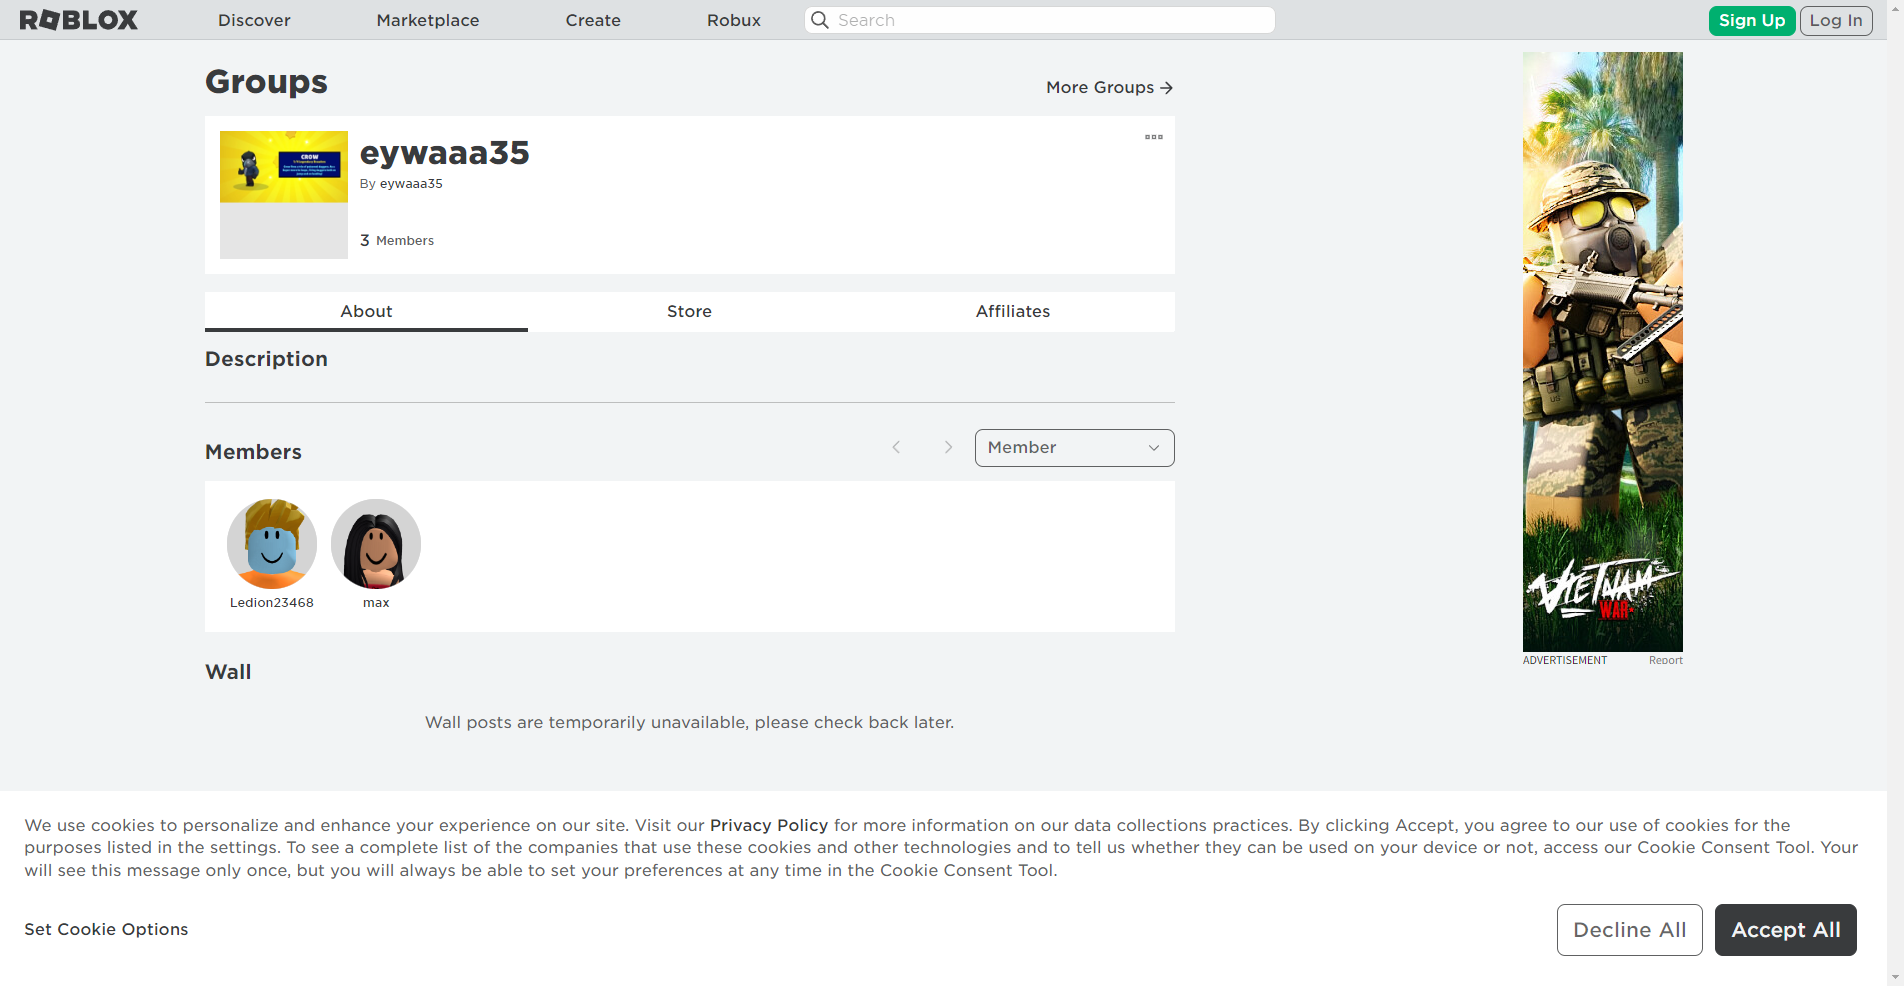 ROBLOX
Discover
Marketplace
Create
Robux
Search
Sign Up
Log In
Groups
More Groups
CROW
eywaaa35
By eywaaa35
3 Members
About
Store
Affiliates
Description
Members
Member
Ledion23468
max
Wall
Wall posts are temporarily unavailable, please check back later.
US
US
VIETNAM
WAR
ADVERTISEMENT
Report
We use cookies to personalize and enhance your experience on our site. Visit our Privacy Policy for more information on our data collections practices. By clicking Accept, you agree to our use of cookies for the
purposes listed in the settings. To see a complete list of the companies that use these cookies and other technologies and to tell us whether they can be used on your device or not, access our Cookie Consent Tool. Your
will see this message only once, but you will always be able to set your preferences at any time in the Cookie Consent Tool.
Set Cookie Options
Decline All
Accept All